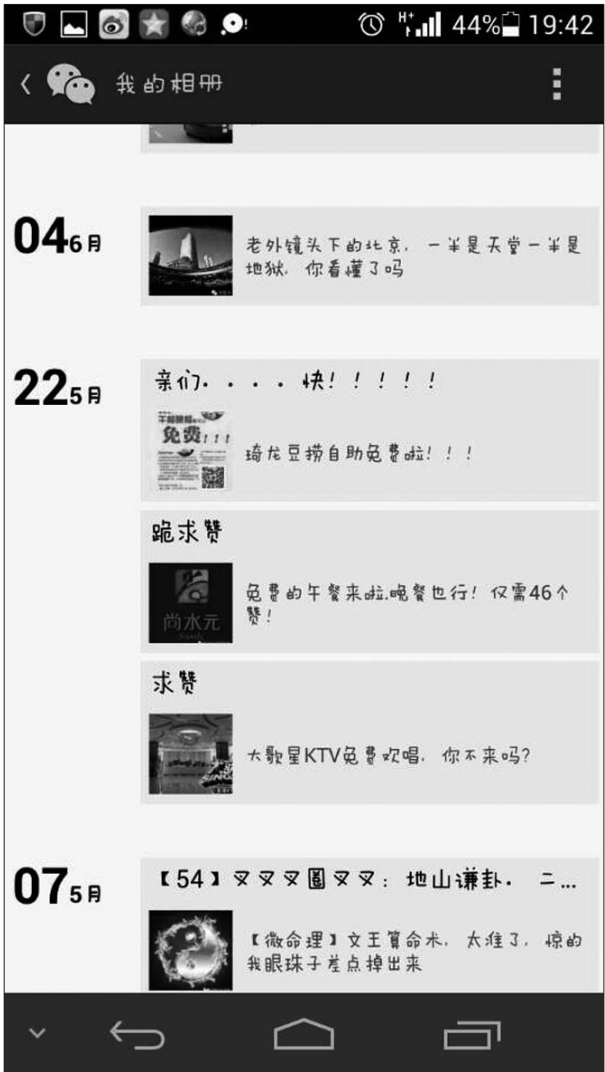 44% 19:42
我的相册
04 6月
老外镜头下的北京，一半是天堂一半是
地狱，你看懂了吗
22 5月
亲们．．．．快！！！！！
免费!!!
琦龙豆捞自助免费啦！！！
跪求赞
尚水元
免费的午餐来啦.晚餐也行！仅需46个
赞！
求赞
大歌星KTV免费欢唱，你不来吗？
07 5月
【54】叉叉叉圈叉叉：地山谦卦． 二...
【微命理】文王算命术，太准了，惊的
我眼珠子差点掉出来